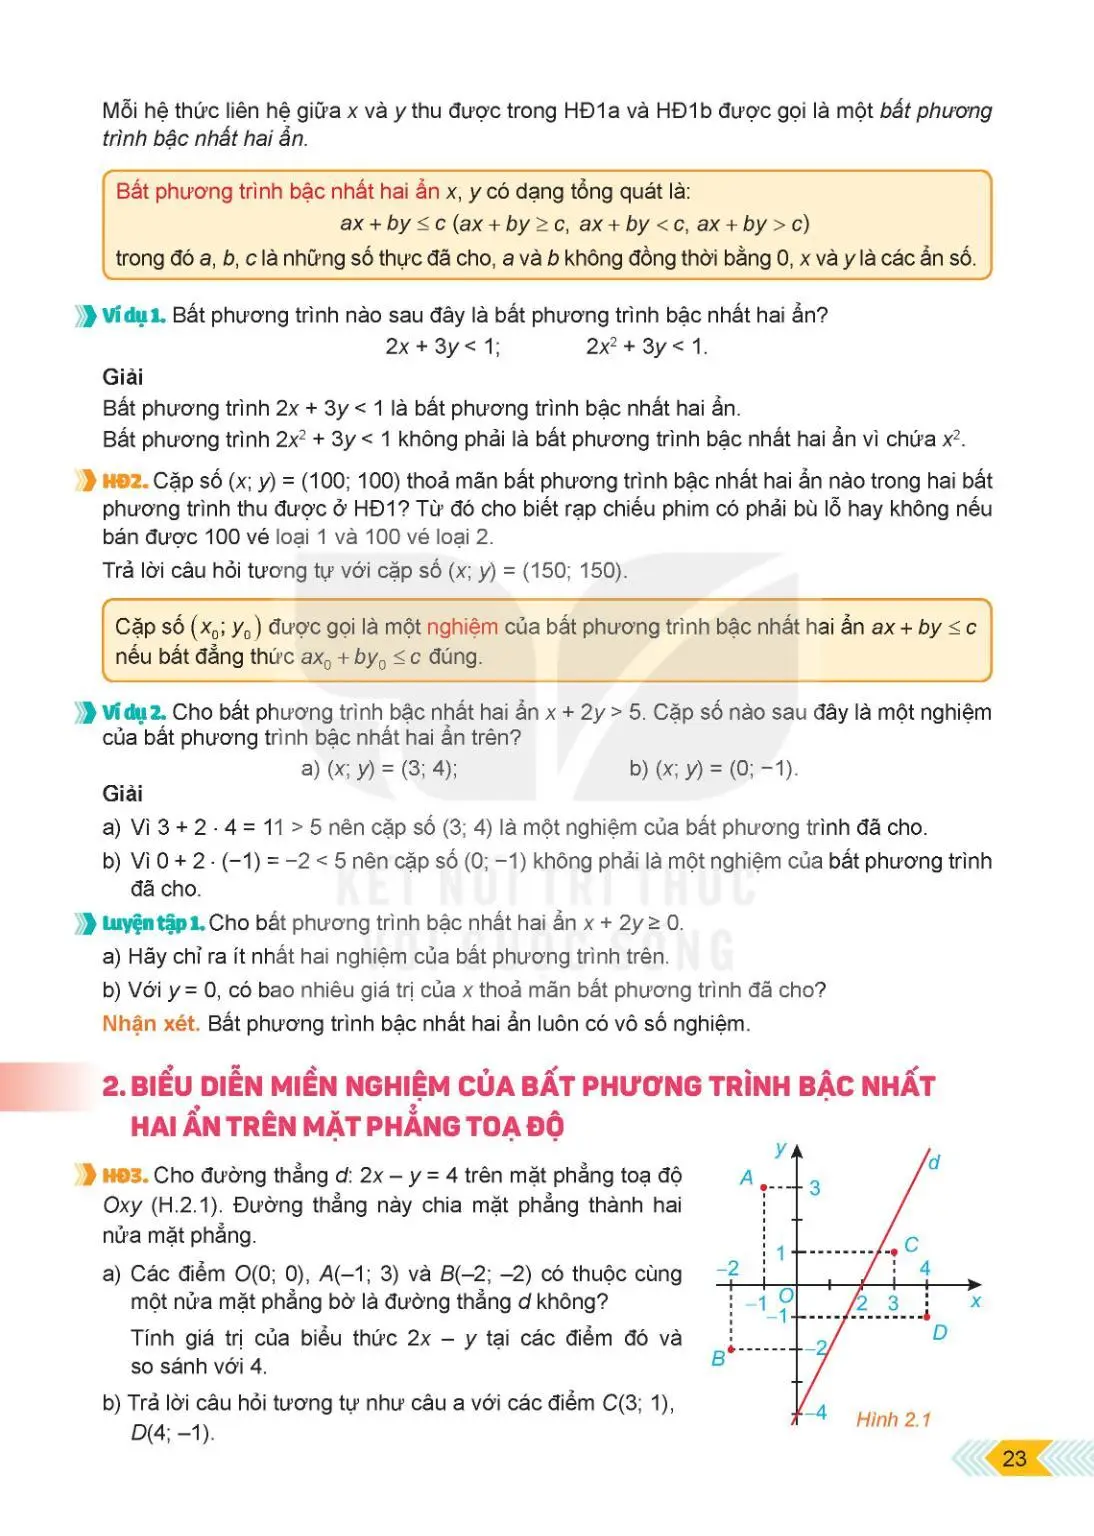 Mỗi hệ thức liên hệ giữa x và y thu được trong HĐ1a và HĐ1b được gọi là một bất phương
trình bậc nhất hai ẩn.
Bất phương trình bậc nhất hai ẩn x, y có dạng tổng quát là:
ax + by ≤ c (ax + by ≥ c, ax + by < c, ax + by > c)
trong đó a, b, c là những số thực đã cho, a và b không đồng thời bằng 0, x và y là các ẩn số.
Ví dụ 1. Bất phương trình nào sau đây là bất phương trình bậc nhất hai ẩn?
2x + 3y < 1; 2x² + 3y < 1.
Giải
Bất phương trình 2x + 3y < 1 là bất phương trình bậc nhất hai ẩn.
Bất phương trình 2x² + 3y < 1 không phải là bất phương trình bậc nhất hai ẩn vì chứa x².
HĐ2. Cặp số (x; y) = (100; 100) thoả mãn bất phương trình bậc nhất hai ẩn nào trong hai bất
phương trình thu được ở HĐ1? Từ đó cho biết rạp chiếu phim có phải bù lỗ hay không nếu
bán được 100 vé loại 1 và 100 vé loại 2.
Trả lời câu hỏi tương tự với cặp số (x; y) = (150; 150).
Cặp số (x₀; y₀) được gọi là một nghiệm của bất phương trình bậc nhất hai ẩn ax + by ≤ c
nếu bất đẳng thức ax₀ + by₀ ≤ c đúng.
Ví dụ 2. Cho bất phương trình bậc nhất hai ẩn x + 2y > 5. Cặp số nào sau đây là một nghiệm
của bất phương trình bậc nhất hai ẩn trên?
a) (x; y) = (3; 4); b) (x; y) = (0; −1).
Giải
a) Vì 3 + 2 · 4 = 11 > 5 nên cặp số (3; 4) là một nghiệm của bất phương trình đã cho.
b) Vì 0 + 2 · (−1) = −2 < 5 nên cặp số (0; −1) không phải là một nghiệm của bất phương trình
đã cho.
KẾT NỐI TRI THỨC
Luyện tập 1. Cho bất phương trình bậc nhất hai ẩn x + 2y ≥ 0.
VỚI CUỘC SỐNG
a) Hãy chỉ ra ít nhất hai nghiệm của bất phương trình trên.
b) Với y = 0, có bao nhiêu giá trị của x thoả mãn bất phương trình đã cho?
Nhận xét. Bất phương trình bậc nhất hai ẩn luôn có vô số nghiệm.
2. BIỂU DIỄN MIỀN NGHIỆM CỦA BẤT PHƯƠNG TRÌNH BẬC NHẤT
HAI ẨN TRÊN MẶT PHẲNG TOẠ ĐỘ
HĐ3. Cho đường thẳng d: 2x – y = 4 trên mặt phẳng toạ độ
Oxy (H.2.1). Đường thẳng này chia mặt phẳng thành hai
nửa mặt phẳng.
a) Các điểm O(0; 0), A(–1; 3) và B(–2; –2) có thuộc cùng
một nửa mặt phẳng bờ là đường thẳng d không?
Tính giá trị của biểu thức 2x – y tại các điểm đó và
so sánh với 4.
b) Trả lời câu hỏi tương tự như câu a với các điểm C(3; 1),
D(4; –1).
y
d
A
3
C
1
–2
4
–1
O
2
3
x
–1
D
B
–2
–4
Hình 2.1
23